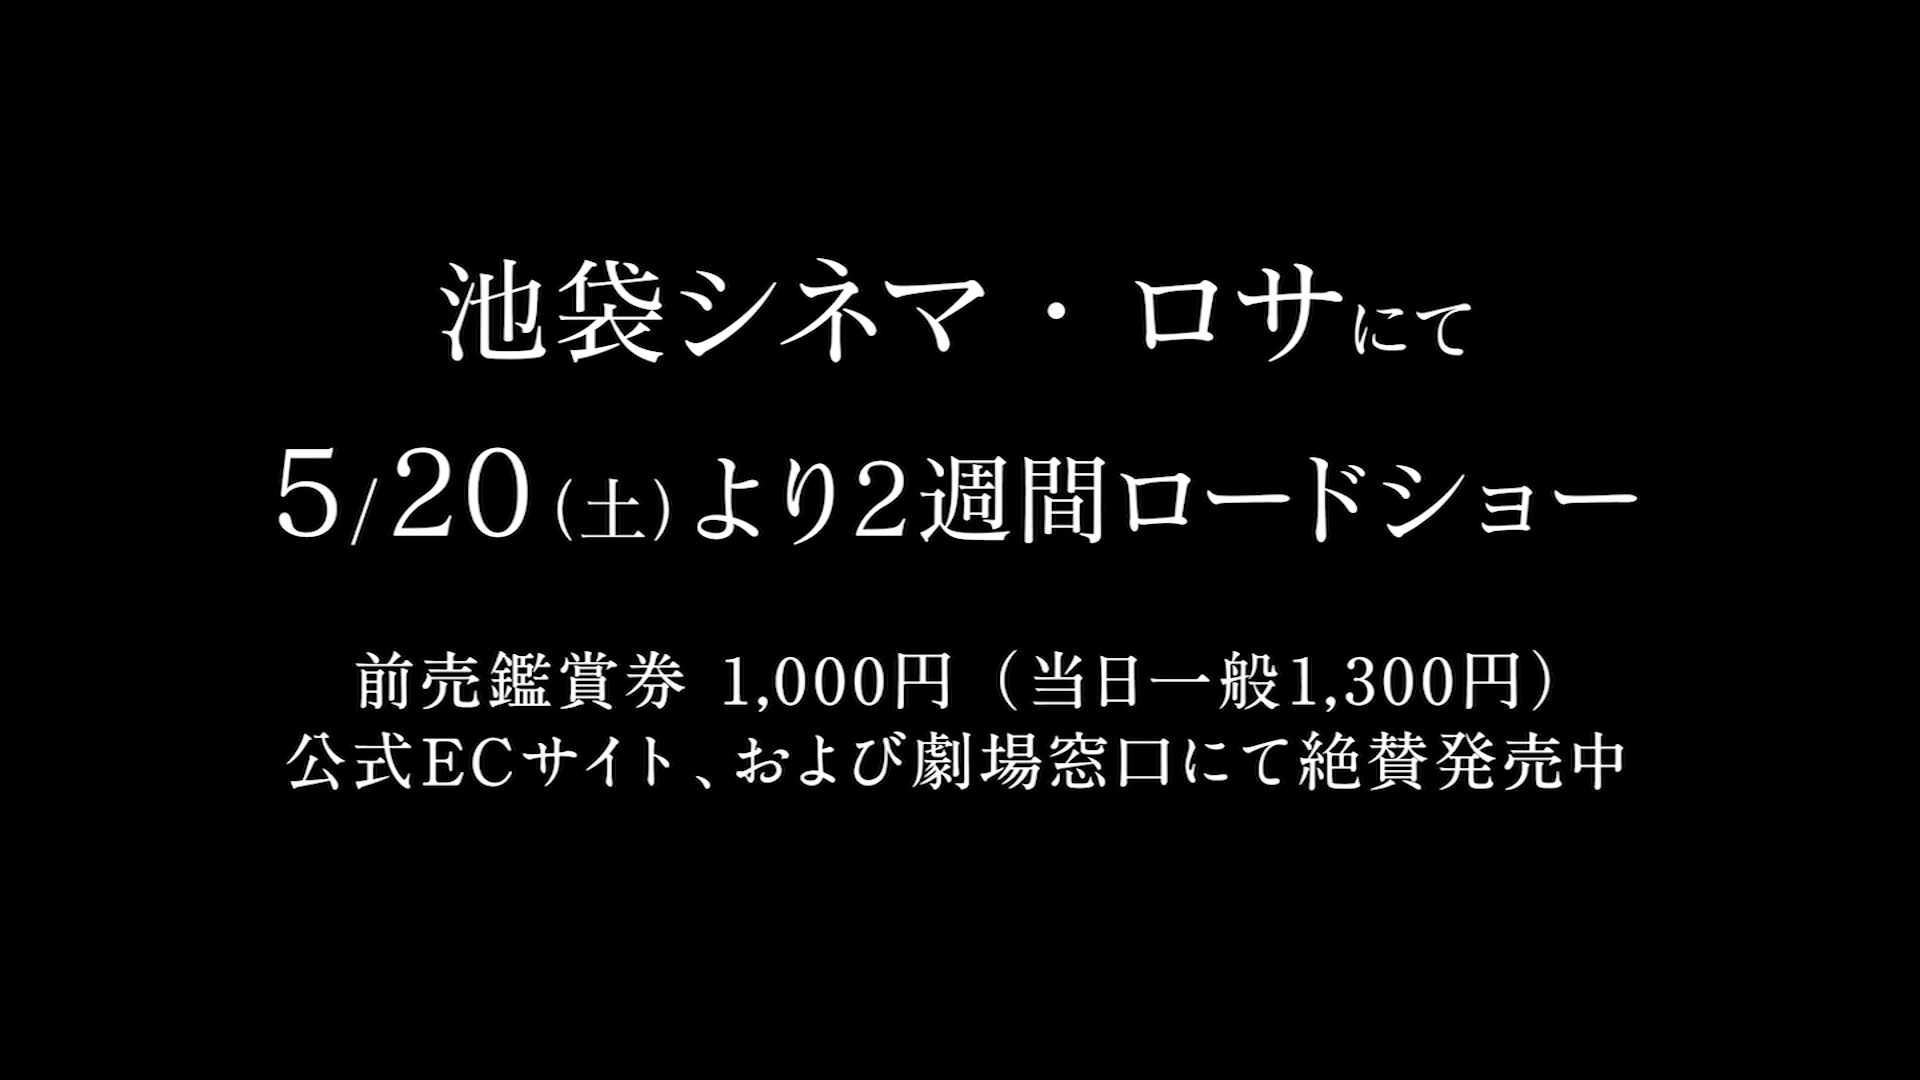 池袋シネマ・ロサにて
5/20（土）より2週間ロードショー
前売鑑賞券 1,000円（当日一般1,300円）
公式ECサイト、および劇場窓口にて絶賛発売中